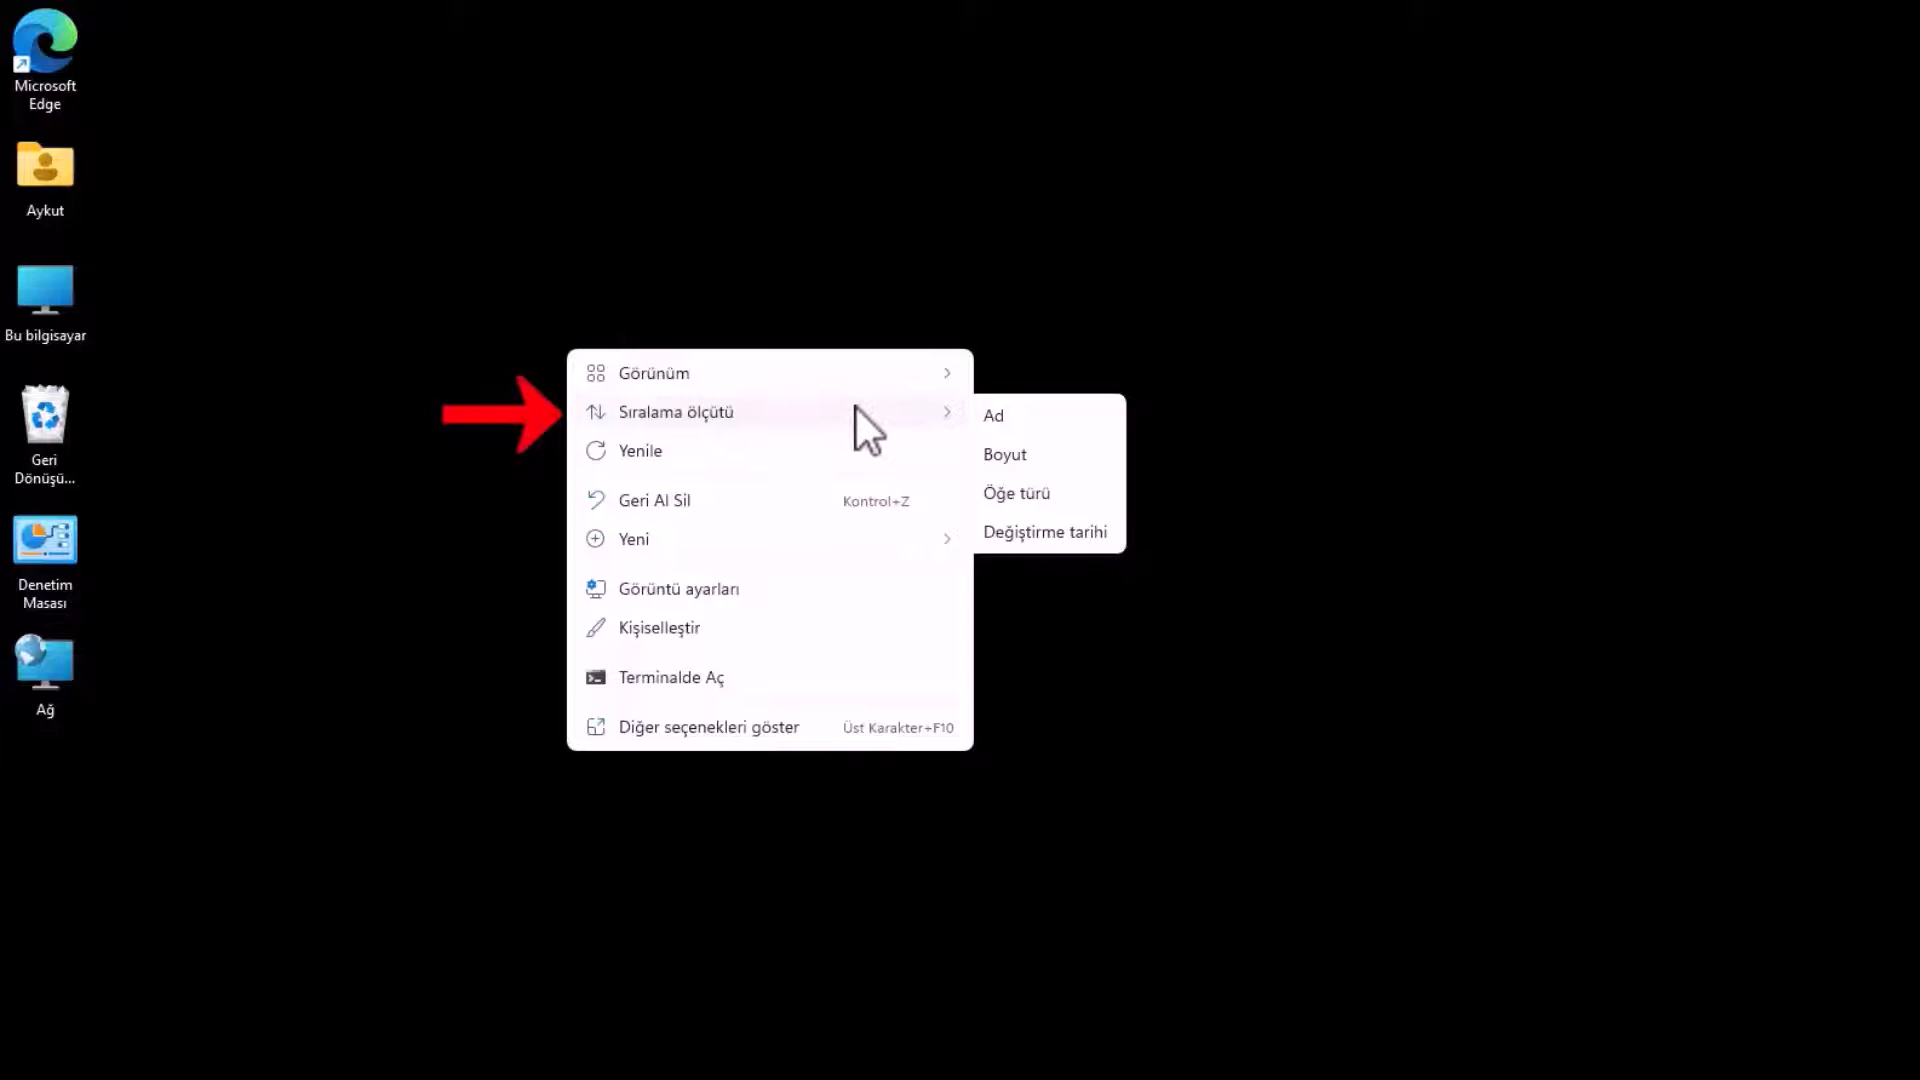 Microsoft
Edge
Aykut
Bu bilgisayar
Geri
Dönüşü...
Denetim
Masası
Ağ
Görünüm
Sıralama ölçütü
Yenile
Geri Al Sil Kontrol+Z
Yeni
Görüntü ayarları
Kişiselleştir
Terminalde Aç
Diğer seçenekleri göster Üst Karakter+F10
Ad
Boyut
Öğe türü
Değiştirme tarihi